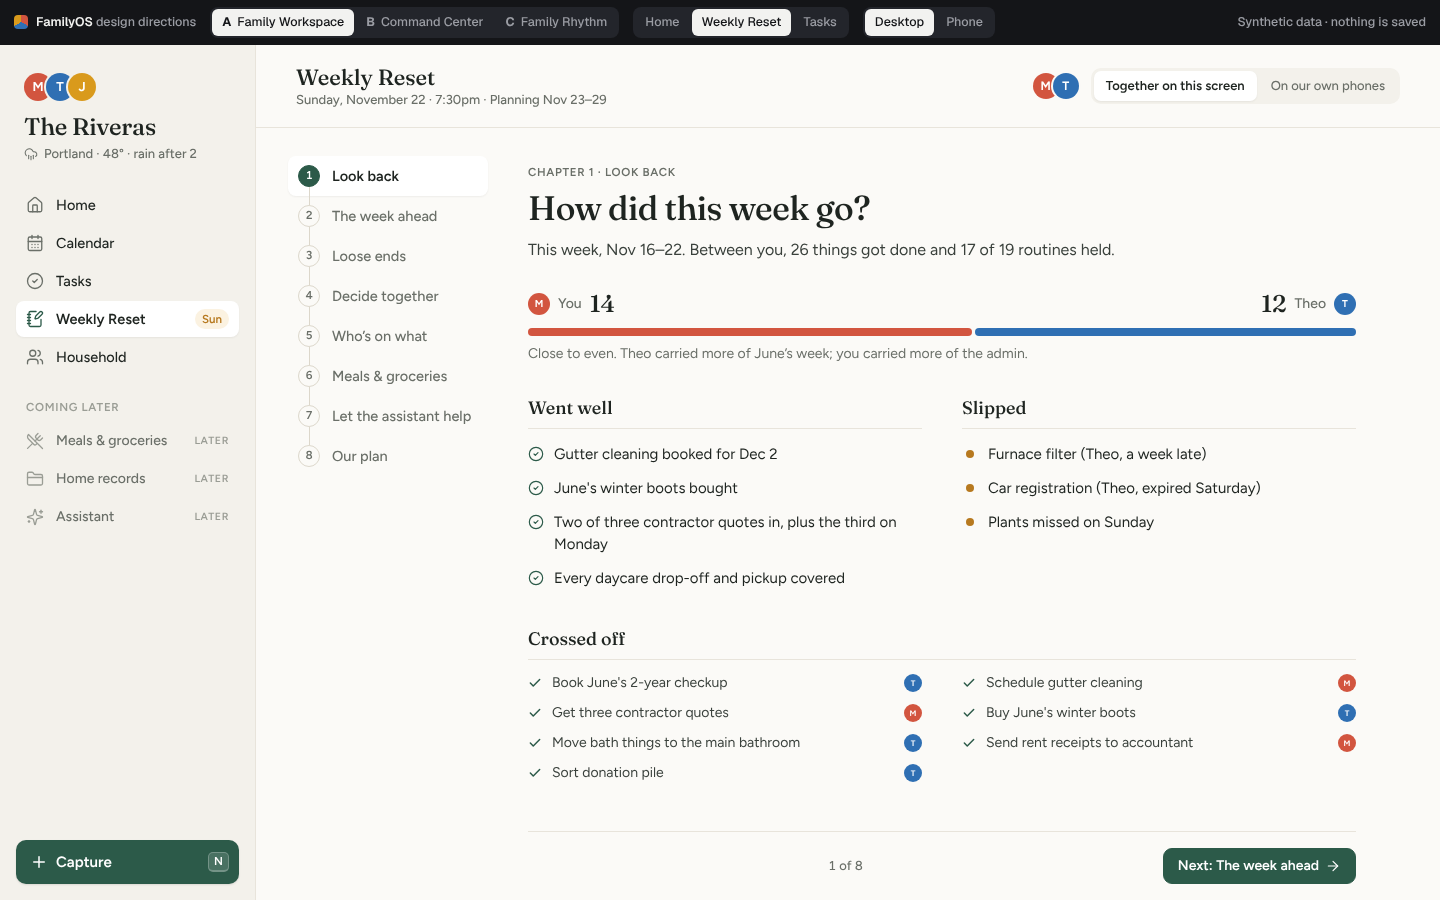 FamilyOS design directions
A Family Workspace
B Command Center
C Family Rhythm
Home
Weekly Reset
Tasks
Desktop
Phone
Synthetic data · nothing is saved
M T J
The Riveras
Portland · 48° · rain after 2
Home
Calendar
Tasks
Weekly Reset Sun
Household
COMING LATER
Meals & groceries LATER
Home records LATER
Assistant LATER
+ Capture N
Weekly Reset
Sunday, November 22 · 7:30pm · Planning Nov 23–29
M T
Together on this screen
On our own phones
1 Look back
2 The week ahead
3 Loose ends
4 Decide together
5 Who’s on what
6 Meals & groceries
7 Let the assistant help
8 Our plan
CHAPTER 1 · LOOK BACK
How did this week go?
This week, Nov 16–22. Between you, 26 things got done and 17 of 19 routines held.
M You 14
12 Theo T
Close to even. Theo carried more of June’s week; you carried more of the admin.
Went well
Gutter cleaning booked for Dec 2
June's winter boots bought
Two of three contractor quotes in, plus the third on
Monday
Every daycare drop-off and pickup covered
Slipped
Furnace filter (Theo, a week late)
Car registration (Theo, expired Saturday)
Plants missed on Sunday
Crossed off
Book June's 2-year checkup T
Get three contractor quotes M
Move bath things to the main bathroom T
Sort donation pile T
Schedule gutter cleaning M
Buy June's winter boots T
Send rent receipts to accountant M
1 of 8
Next: The week ahead →